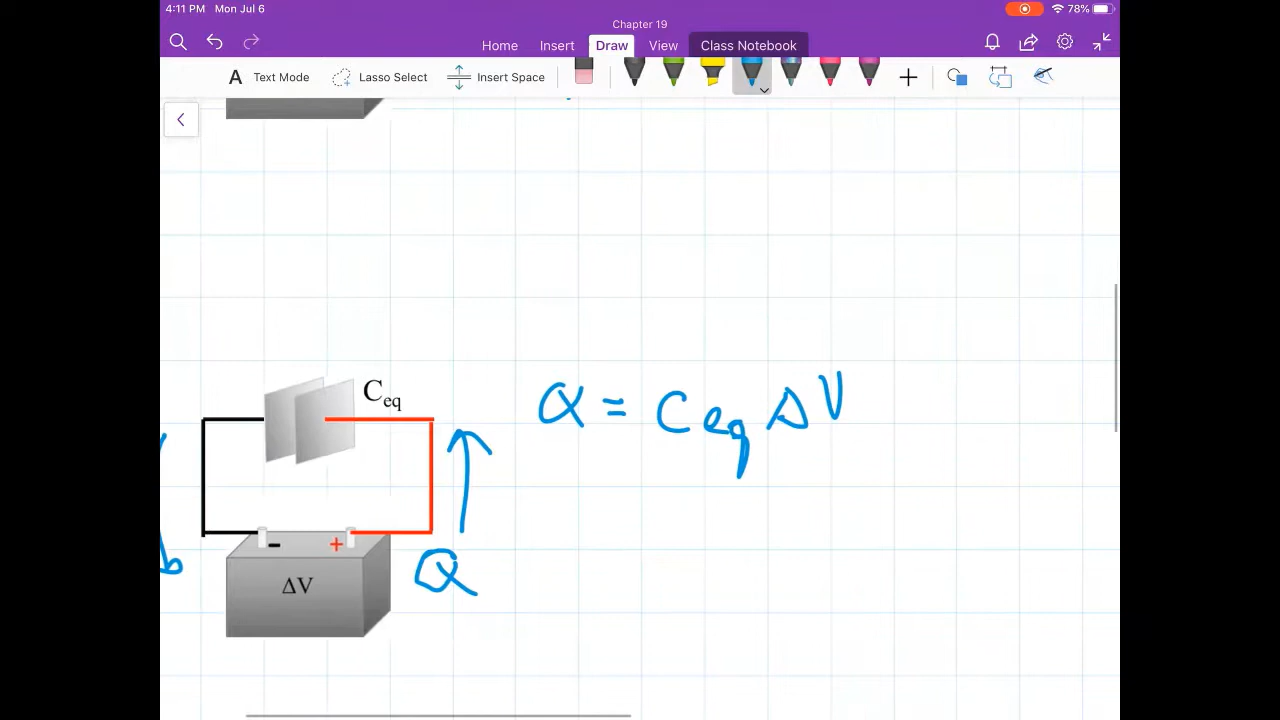 4:11 PM Mon Jul 6
78%
Chapter 19
Home Insert Draw View Class Notebook
A Text Mode Lasso Select Insert Space
Ceq
Q = Ceq ΔV
- +
ΔV
Q
b